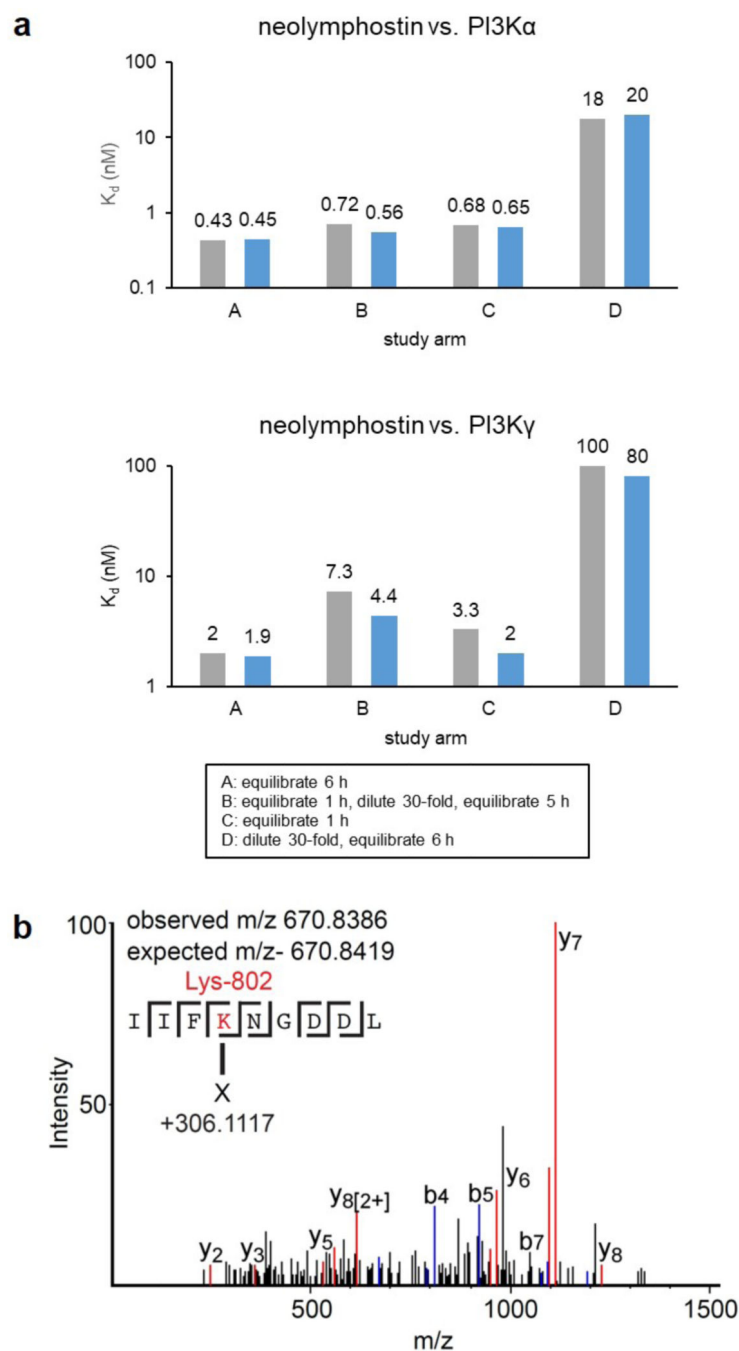 a
neolymphostin vs. PI3Kα
100
10
1
0.1
Kd (nM)
0.43 0.45
0.72
0.56
0.68 0.65
18
20
A B C D
study arm
neolymphostin vs. PI3Kγ
100
10
1
Kd (nM)
2
1.9
7.3
4.4
3.3
2
100
80
A B C D
study arm
A: equilibrate 6 h
B: equilibrate 1 h, dilute 30-fold, equilibrate 5 h
C: equilibrate 1 h
D: dilute 30-fold, equilibrate 6 h
b
100
observed m/z 670.8386
expected m/z- 670.8419
Lys-802
I I F K N G D D L
X
+306.1117
50
Intensity
y2
y3
y5
y8[2+]
b4
b5
y6
b7
y7
y8
500 1000 1500
m/z